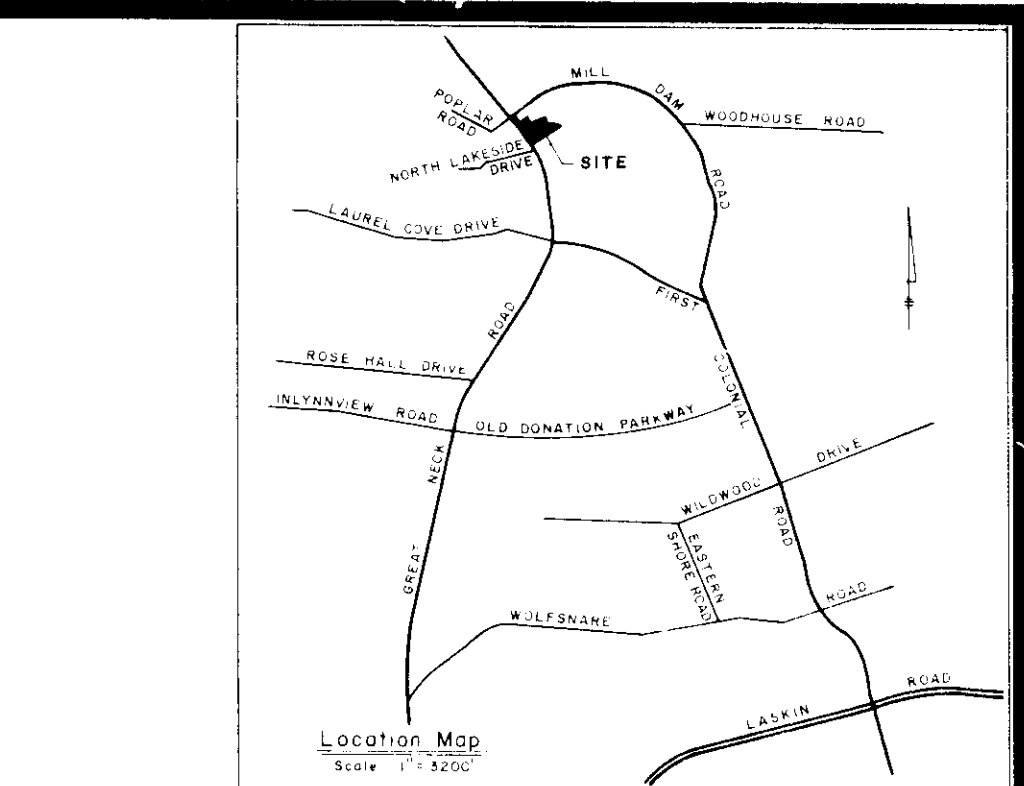 MILL DAM ROAD
POPLAR
ROAD
WOODHOUSE ROAD
NORTH LAKESIDE
DRIVE
SITE
LAUREL COVE DRIVE
FIRST COLONIAL ROAD
ROSE HALL DRIVE
INLYNNVIEW ROAD
OLD DONATION PARKWAY
GREAT NECK ROAD
WILDWOOD DRIVE
EASTERN
SHORE ROAD
WOLFSNARE ROAD
LASKIN ROAD
Location Map
Scale 1" = 3200'